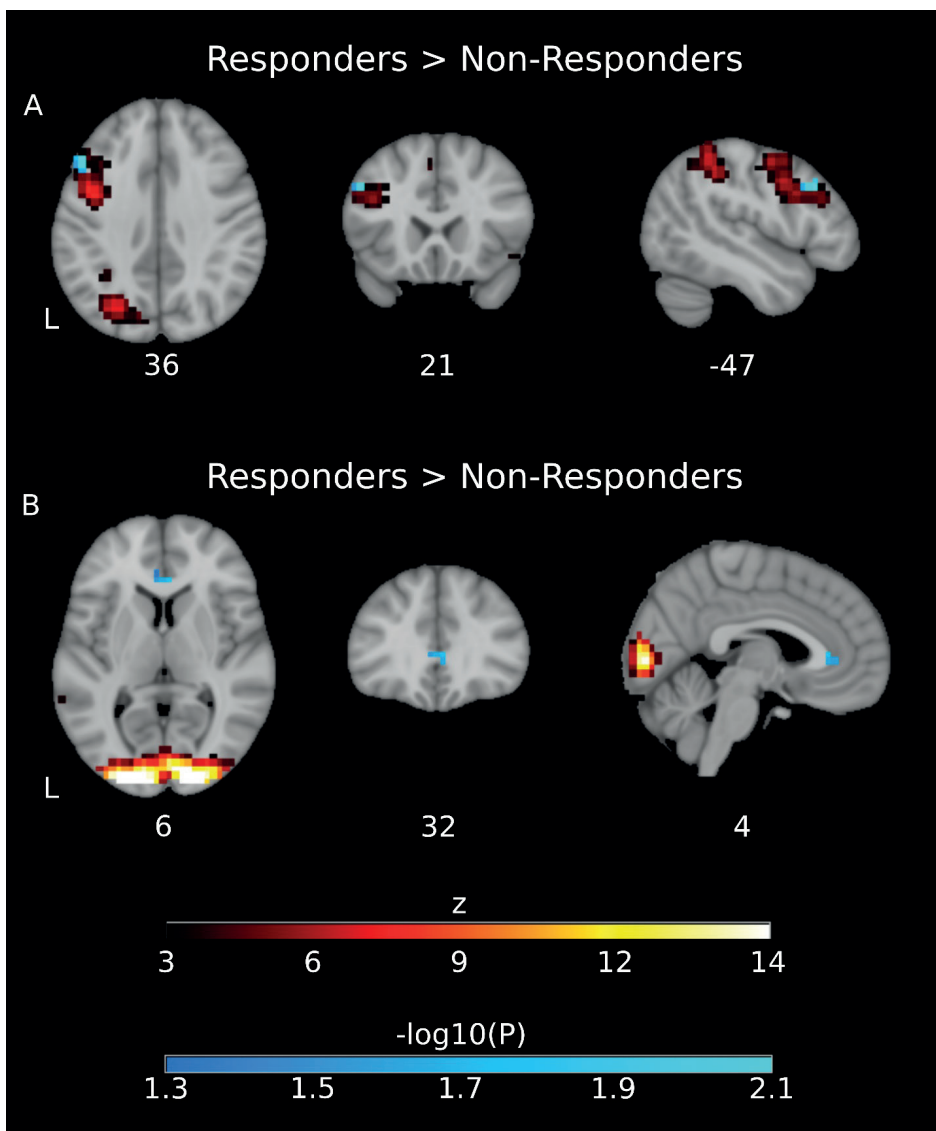 Responders > Non-Responders
A
L
36 21 -47
Responders > Non-Responders
B
L
6 32 4
z
3 6 9 12 14
-log10(P)
1.3 1.5 1.7 1.9 2.1